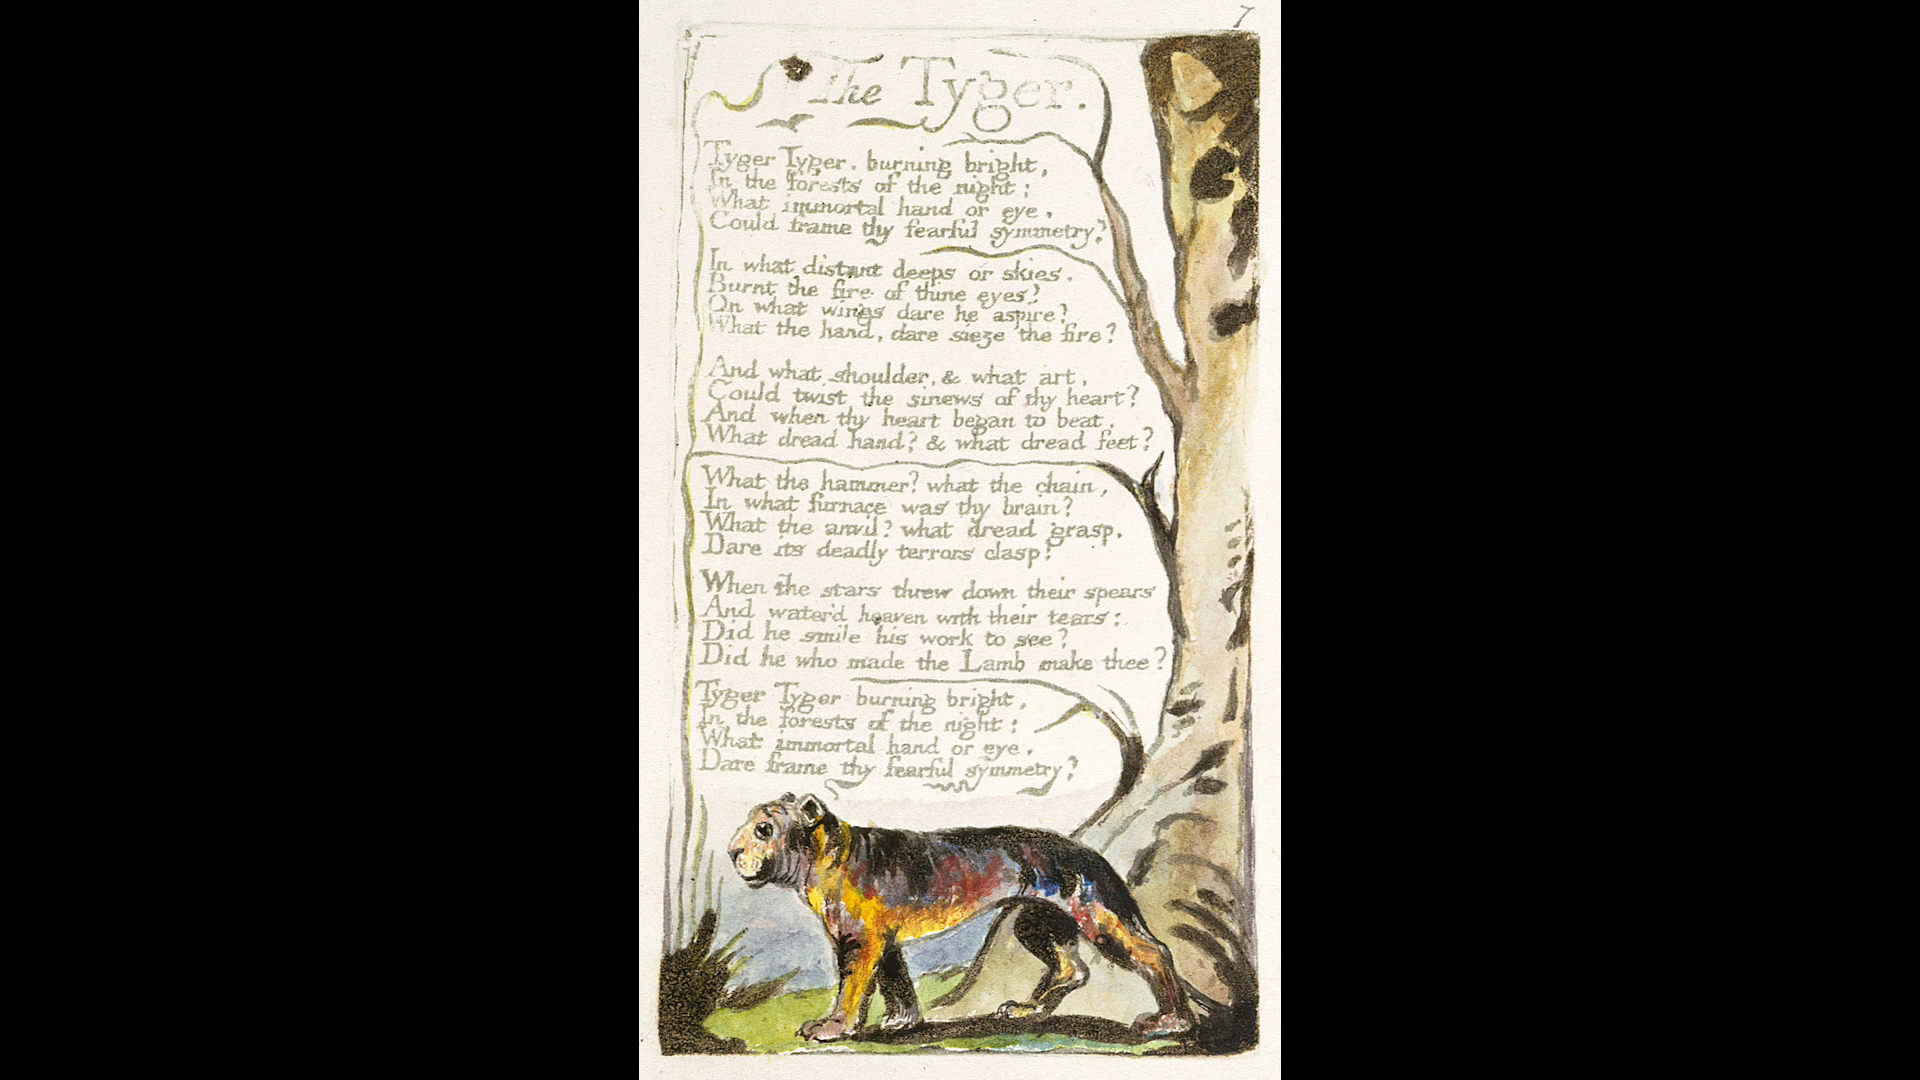 7
The Tyger.
Tyger Tyger. burning bright,
In the forests of the night;
What immortal hand or eye,
Could frame thy fearful symmetry?
In what distant deeps or skies.
Burnt the fire of thine eyes?
On what wings dare he aspire?
What the hand, dare sieze the fire?
And what shoulder, & what art,
Could twist the sinews of thy heart?
And when thy heart began to beat,
What dread hand? & what dread feet?
What the hammer? what the chain,
In what furnace was thy brain?
What the anvil? what dread grasp,
Dare its deadly terrors clasp?
When the stars threw down their spears
And water'd heaven with their tears:
Did he smile his work to see?
Did he who made the Lamb make thee?
Tyger Tyger burning bright,
In the forests of the night:
What immortal hand or eye,
Dare frame thy fearful symmetry?